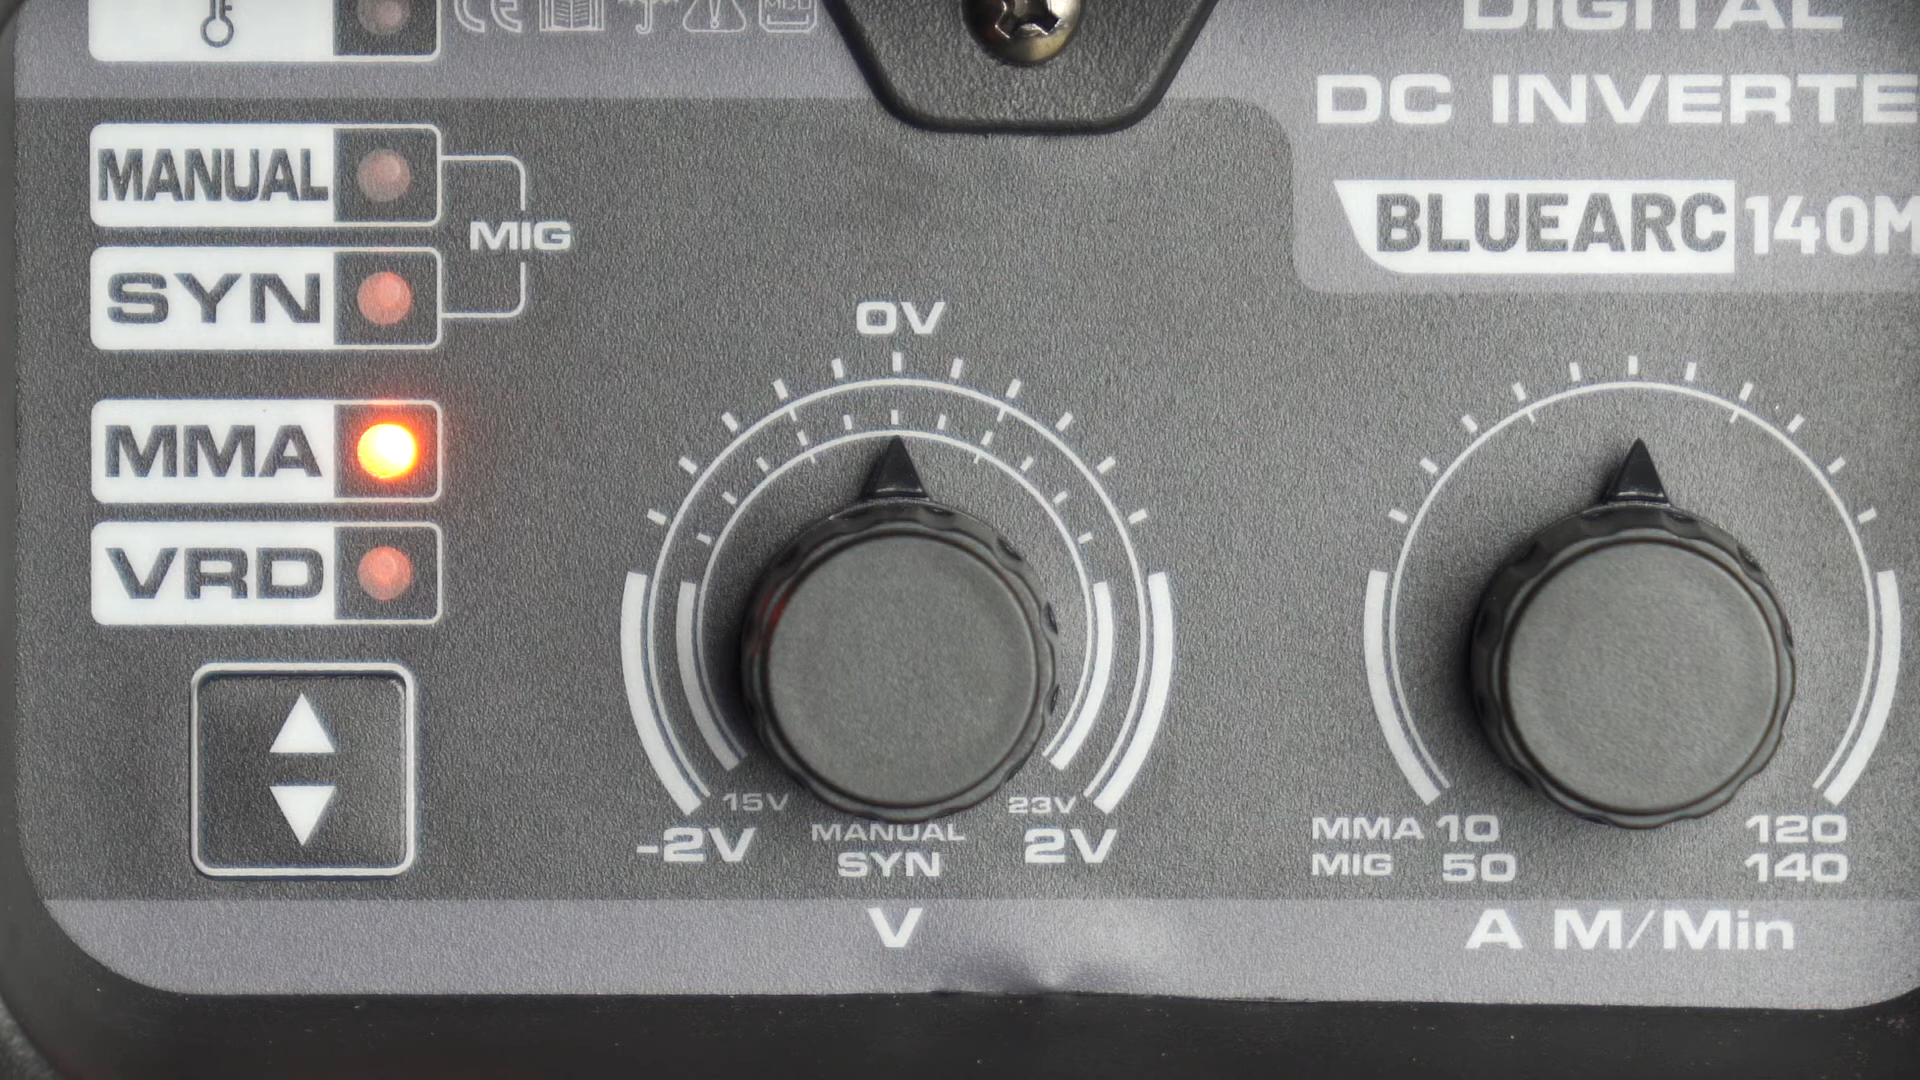 CE
DIGITAL
DC INVERTE
MANUAL
MIG
SYN
BLUEARC 140M
MMA
VRD
0V
15V
23V
-2V
MANUAL
SYN
2V
V
MMA 10
120
MIG 50
140
A M/Min